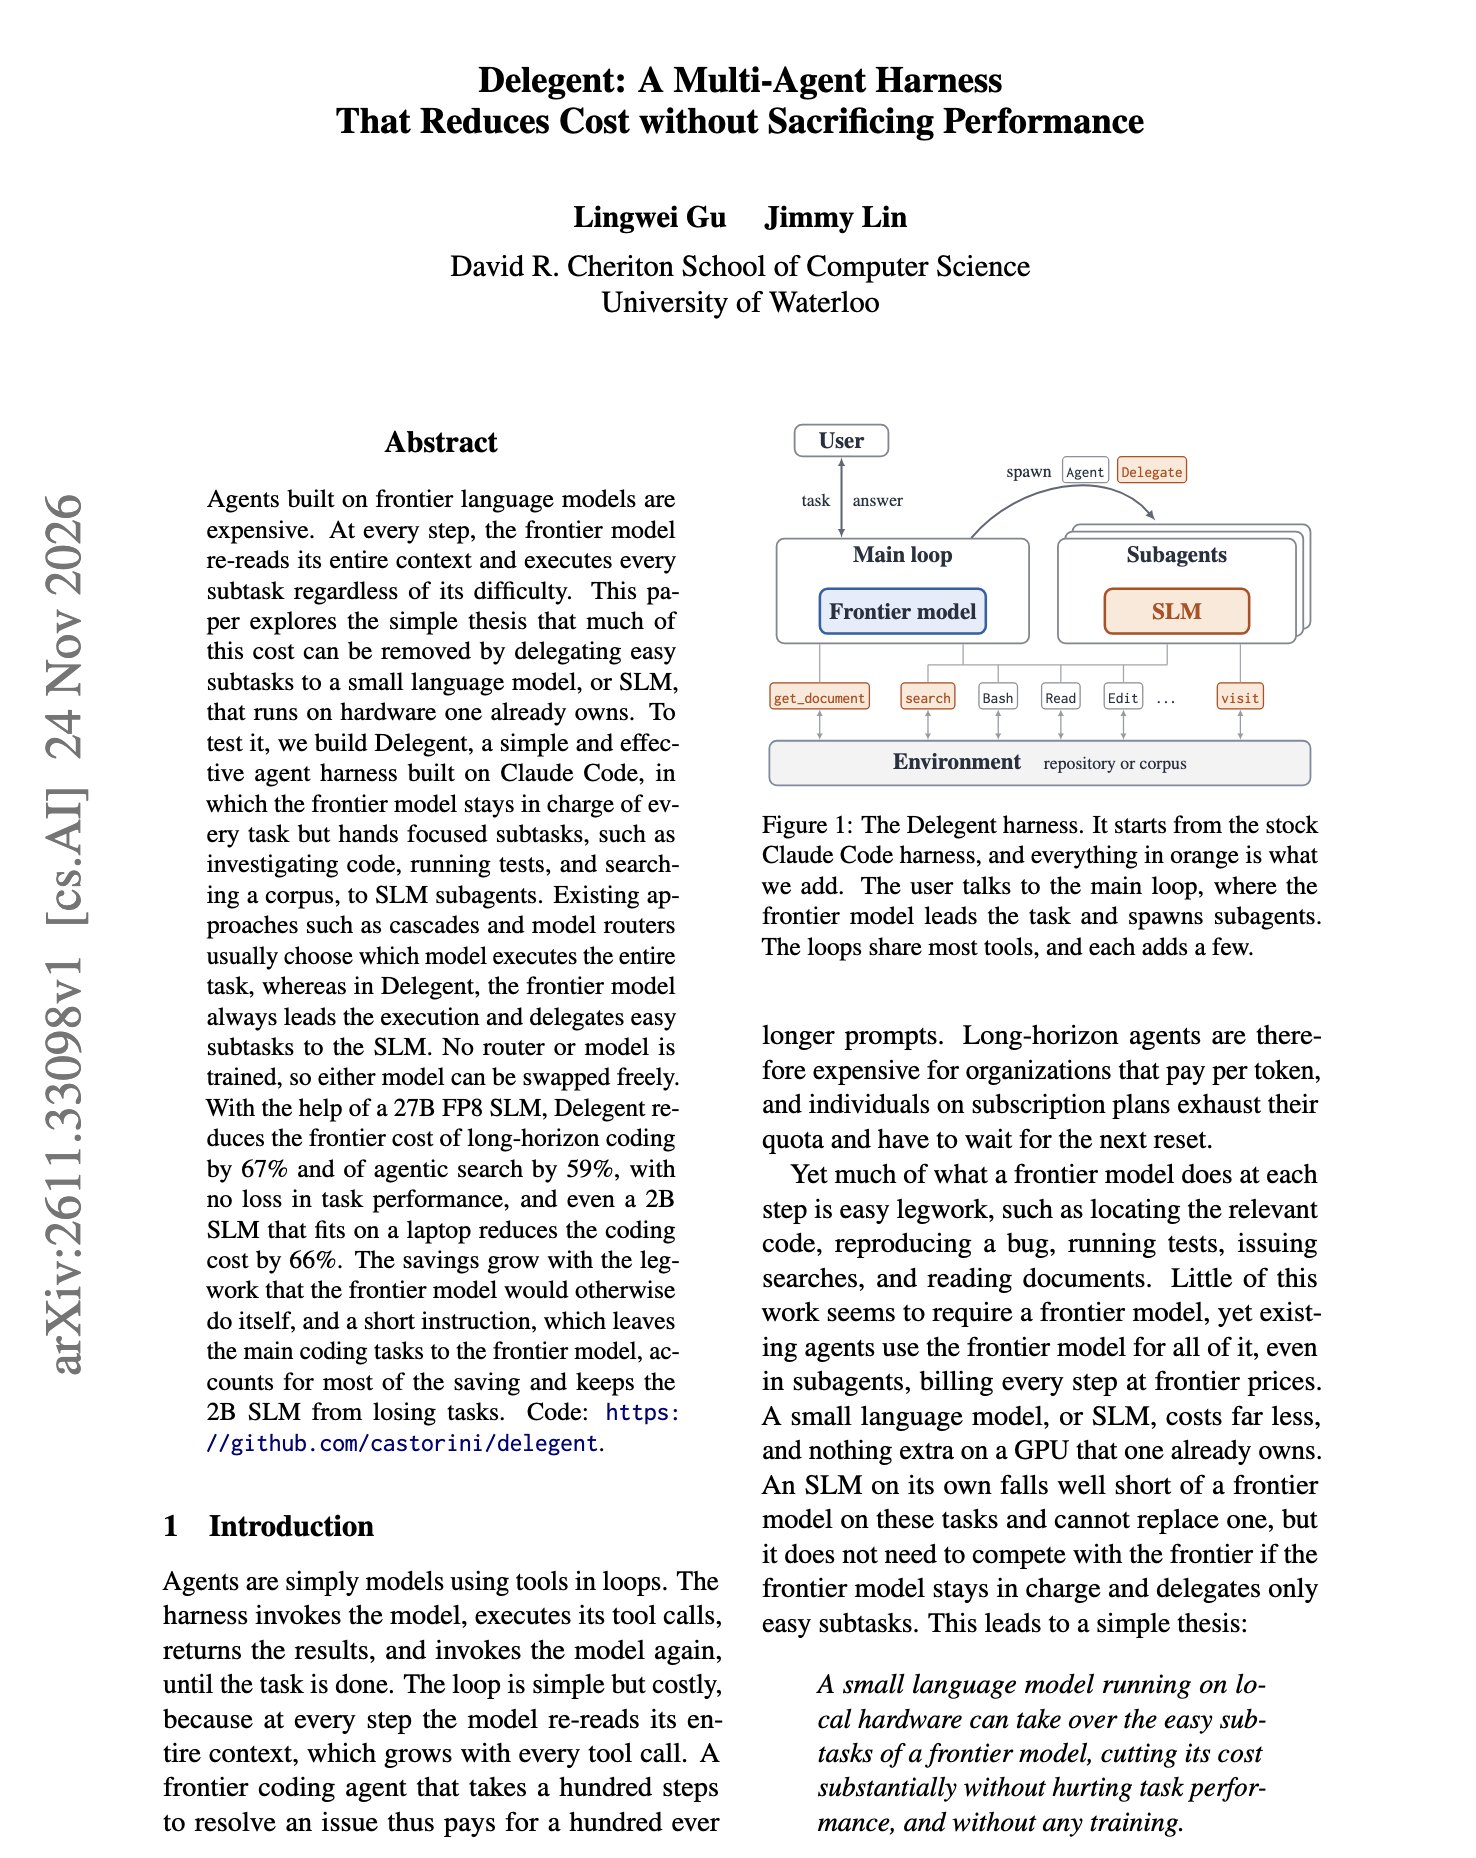 Delegent: A Multi-Agent Harness
That Reduces Cost without Sacrificing Performance
Lingwei Gu Jimmy Lin
David R. Cheriton School of Computer Science
University of Waterloo
arXiv:2611.33098v1 [cs.AI] 24 Nov 2026
Abstract
Agents built on frontier language models are
expensive. At every step, the frontier model
re-reads its entire context and executes every
subtask regardless of its difficulty. This pa-
per explores the simple thesis that much of
this cost can be removed by delegating easy
subtasks to a small language model, or SLM,
that runs on hardware one already owns. To
test it, we build Delegent, a simple and effec-
tive agent harness built on Claude Code, in
which the frontier model stays in charge of ev-
ery task but hands focused subtasks, such as
investigating code, running tests, and search-
ing a corpus, to SLM subagents. Existing ap-
proaches such as cascades and model routers
usually choose which model executes the entire
task, whereas in Delegent, the frontier model
always leads the execution and delegates easy
subtasks to the SLM. No router or model is
trained, so either model can be swapped freely.
With the help of a 27B FP8 SLM, Delegent re-
duces the frontier cost of long-horizon coding
by 67% and of agentic search by 59%, with
no loss in task performance, and even a 2B
SLM that fits on a laptop reduces the coding
cost by 66%. The savings grow with the leg-
work that the frontier model would otherwise
do itself, and a short instruction, which leaves
the main coding tasks to the frontier model, ac-
counts for most of the saving and keeps the
2B SLM from losing tasks. Code: https:
//github.com/castorini/delegent.
1 Introduction
Agents are simply models using tools in loops. The
harness invokes the model, executes its tool calls,
returns the results, and invokes the model again,
until the task is done. The loop is simple but costly,
because at every step the model re-reads its en-
tire context, which grows with every tool call. A
frontier coding agent that takes a hundred steps
to resolve an issue thus pays for a hundred ever
User
task answer
spawn Agent Delegate
Main loop
Frontier model
Subagents
SLM
get_document search Bash Read Edit ... visit
Environment repository or corpus
Figure 1: The Delegent harness. It starts from the stock
Claude Code harness, and everything in orange is what
we add. The user talks to the main loop, where the
frontier model leads the task and spawns subagents.
The loops share most tools, and each adds a few.
longer prompts. Long-horizon agents are there-
fore expensive for organizations that pay per token,
and individuals on subscription plans exhaust their
quota and have to wait for the next reset.
Yet much of what a frontier model does at each
step is easy legwork, such as locating the relevant
code, reproducing a bug, running tests, issuing
searches, and reading documents. Little of this
work seems to require a frontier model, yet exist-
ing agents use the frontier model for all of it, even
in subagents, billing every step at frontier prices.
A small language model, or SLM, costs far less,
and nothing extra on a GPU that one already owns.
An SLM on its own falls well short of a frontier
model on these tasks and cannot replace one, but
it does not need to compete with the frontier if the
frontier model stays in charge and delegates only
easy subtasks. This leads to a simple thesis:
A small language model running on lo-
cal hardware can take over the easy sub-
tasks of a frontier model, cutting its cost
substantially without hurting task perfor-
mance, and without any training.